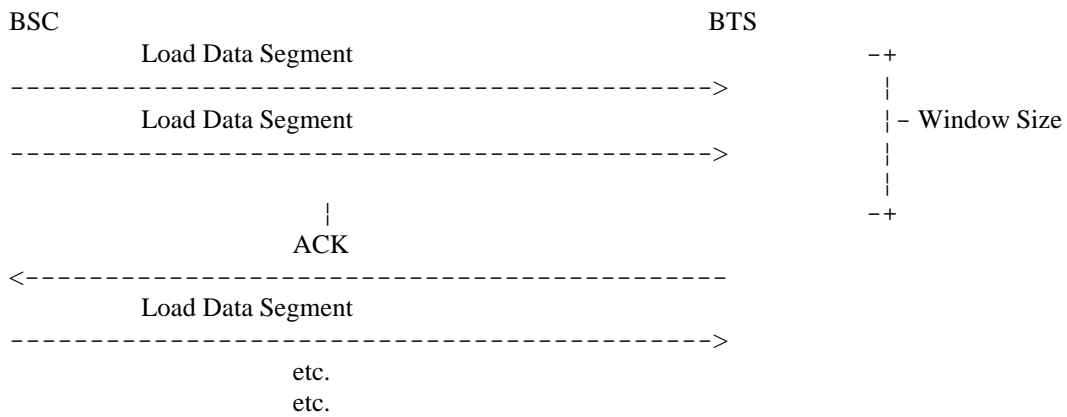 BSC BTS
Load Data Segment -+
--------------------------------------------> ¦
Load Data Segment ¦- Window Size
--------------------------------------------> ¦
¦
¦ -+
ACK
<--------------------------------------------
Load Data Segment
-------------------------------------------->
etc.
etc.